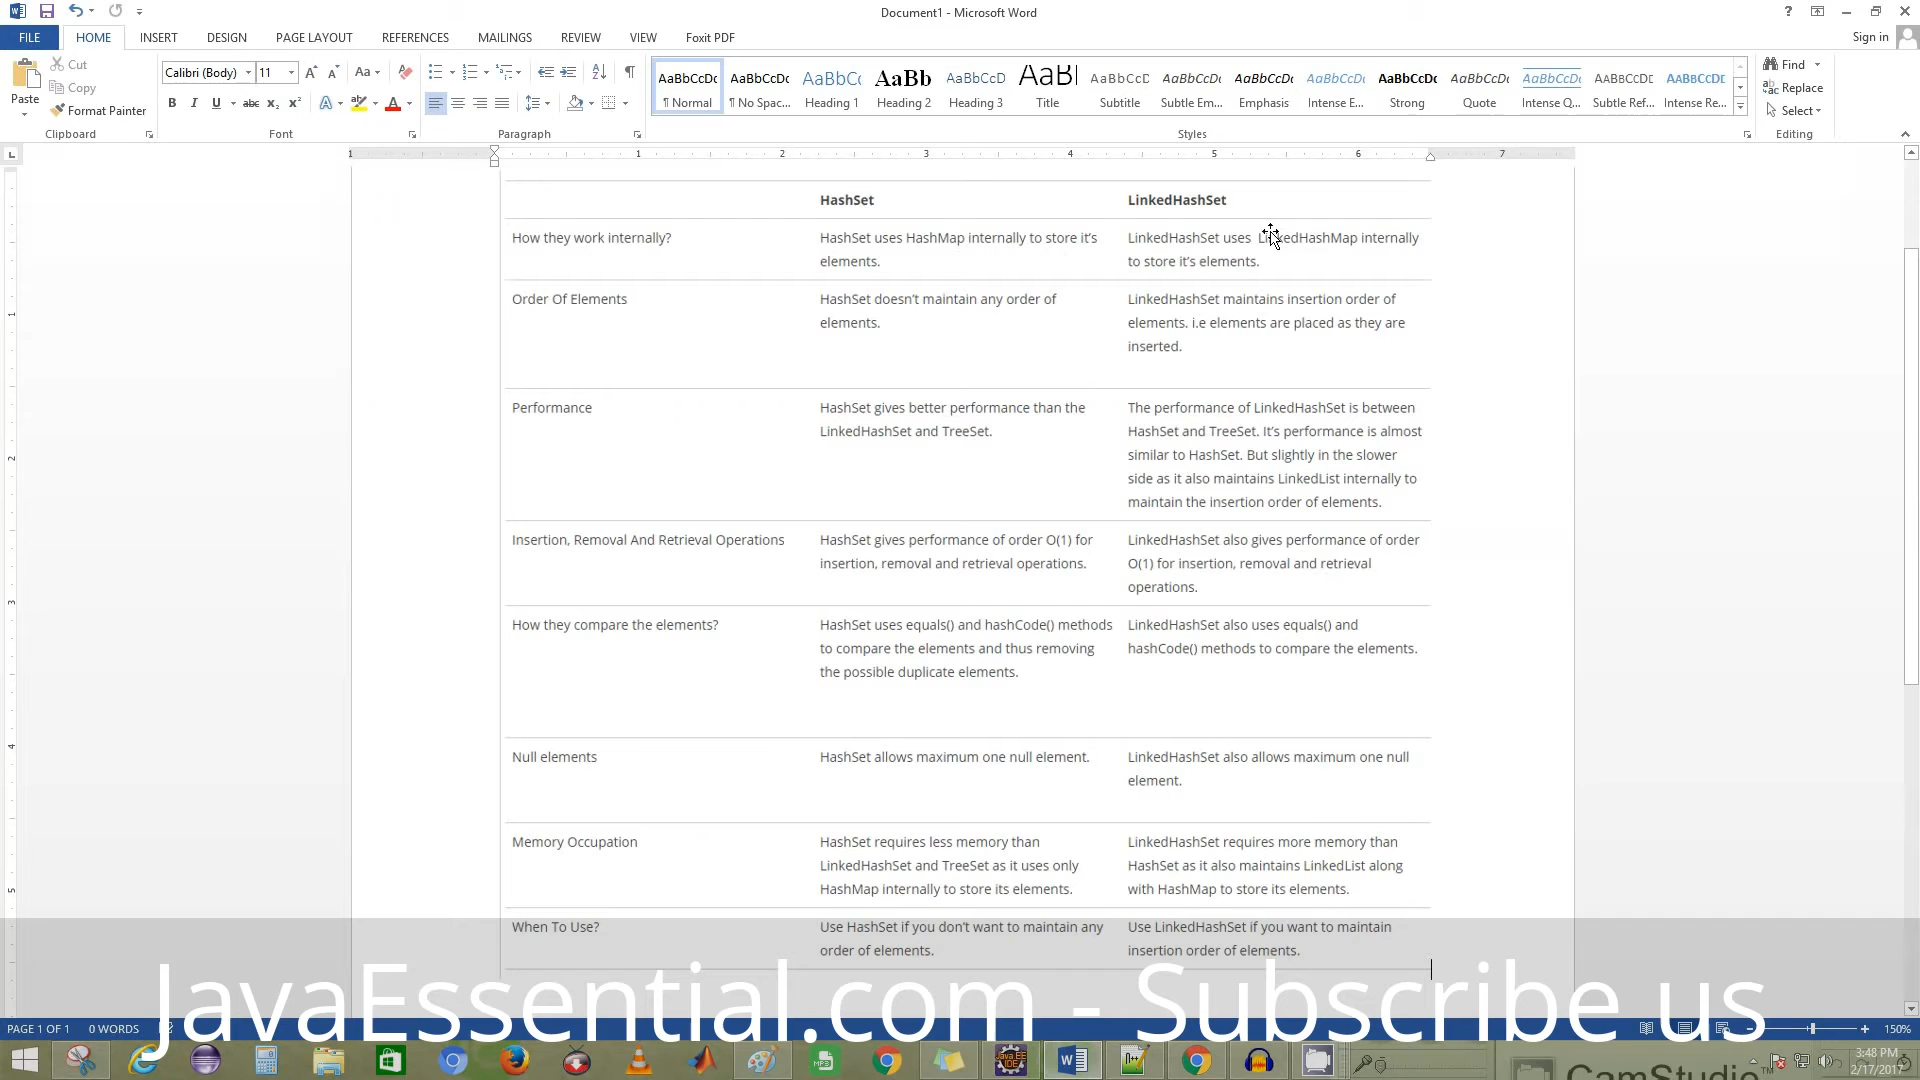 Document1 - Microsoft Word
FILE HOME INSERT DESIGN PAGE LAYOUT REFERENCES MAILINGS REVIEW VIEW Foxit PDF Sign in
Paste Cut Copy Format Painter
Calibri (Body) 11
AaBbCcDc AaBbCcDc AaBbCc AaBb AaBbCcD AaBl AaBbCcD AaBbCcDc AaBbCcDc AaBbCcDc AaBbCcDc AaBbCcDc AaBbCcDc AABBCCDE AABBCCDE
¶ Normal ¶ No Spac... Heading 1 Heading 2 Heading 3 Title Subtitle Subtle Em... Emphasis Intense E... Strong Quote Intense Q... Subtle Ref... Intense Re...
Find
Replace
Select
Clipboard Font Paragraph Styles Editing
1 1 2 3 4 5 6 7
HashSet LinkedHashSet
How they work internally? HashSet uses HashMap internally to store it’s LinkedHashSet uses LinkedHashMap internally
elements. to store it’s elements.
Order Of Elements HashSet doesn’t maintain any order of LinkedHashSet maintains insertion order of
elements. elements. i.e elements are placed as they are
inserted.
Performance HashSet gives better performance than the The performance of LinkedHashSet is between
LinkedHashSet and TreeSet. HashSet and TreeSet. It’s performance is almost
similar to HashSet. But slightly in the slower
side as it also maintains LinkedList internally to
maintain the insertion order of elements.
Insertion, Removal And Retrieval Operations HashSet gives performance of order O(1) for LinkedHashSet also gives performance of order
insertion, removal and retrieval operations. O(1) for insertion, removal and retrieval
operations.
How they compare the elements? HashSet uses equals() and hashCode() methods LinkedHashSet also uses equals() and
to compare the elements and thus removing hashCode() methods to compare the elements.
the possible duplicate elements.
Null elements HashSet allows maximum one null element. LinkedHashSet also allows maximum one null
element.
Memory Occupation HashSet requires less memory than LinkedHashSet requires more memory than
LinkedHashSet and TreeSet as it uses only HashSet as it also maintains LinkedList along
HashMap internally to store its elements. with HashMap to store its elements.
When To Use? Use HashSet if you don’t want to maintain any Use LinkedHashSet if you want to maintain
order of elements. insertion order of elements.
JavaEssential.com - Subscribe us
PAGE 1 OF 1 0 WORDS 150%
3:48 PM
2/17/2017
CamStudio